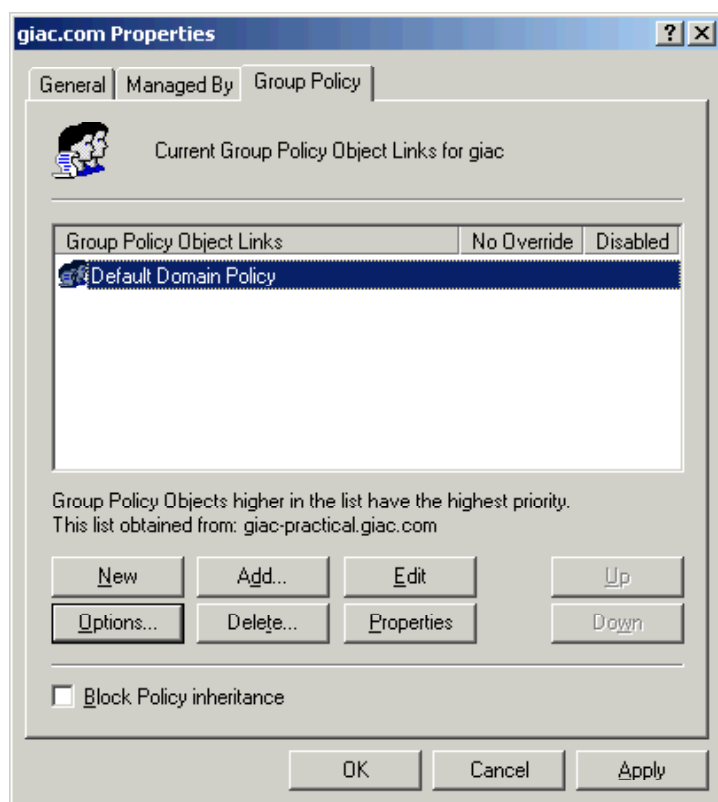 giac.com Properties
General Managed By Group Policy
Current Group Policy Object Links for giac
Group Policy Object Links No Override Disabled
Default Domain Policy
Group Policy Objects higher in the list have the highest priority.
This list obtained from: giac-practical.giac.com
New Add... Edit Up
Options... Delete... Properties Down
Block Policy inheritance
OK Cancel Apply